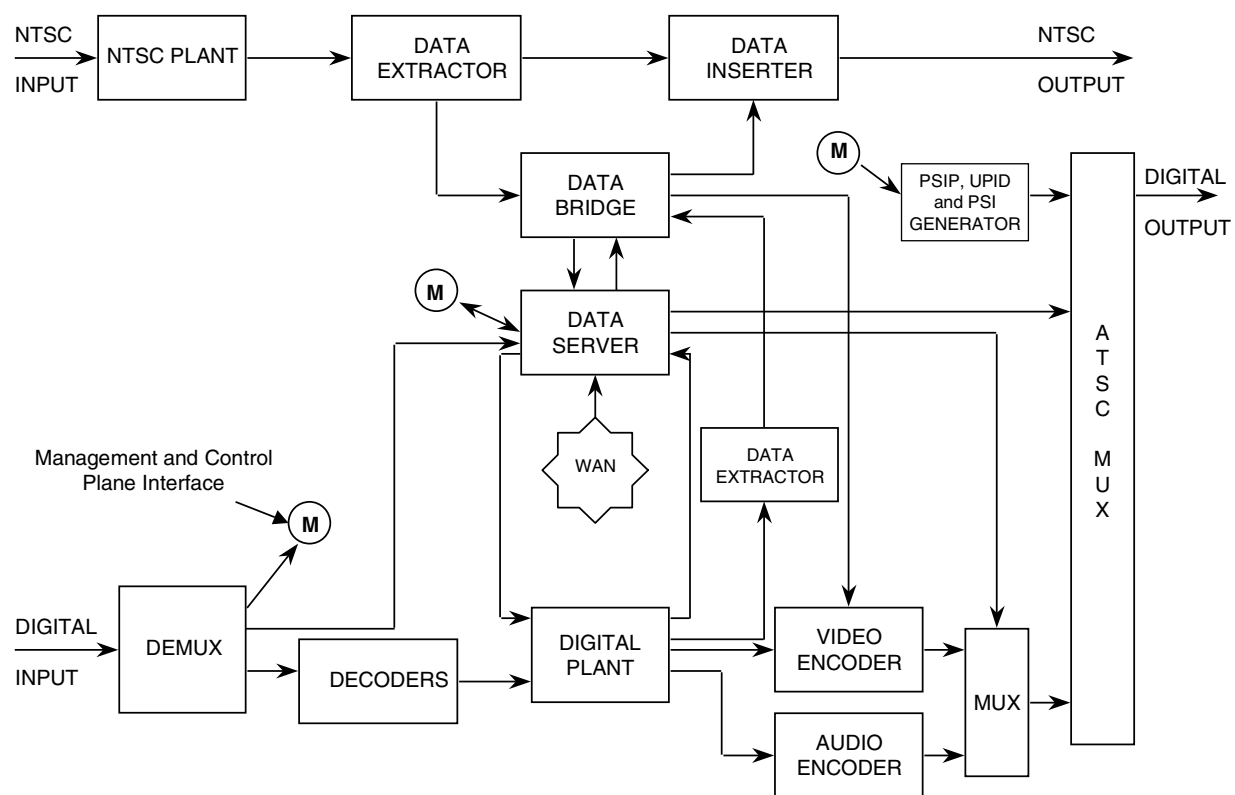 NTSC
INPUT
NTSC PLANT
DATA
EXTRACTOR
DATA
INSERTER
NTSC
OUTPUT
DATA
BRIDGE
M
PSIP, UPID
and PSI
GENERATOR
DIGITAL
OUTPUT
M
DATA
SERVER
A
T
S
C
M
U
X
WAN
DATA
EXTRACTOR
Management and Control
Plane Interface
M
DIGITAL
INPUT
DEMUX
DECODERS
DIGITAL
PLANT
VIDEO
ENCODER
MUX
AUDIO
ENCODER